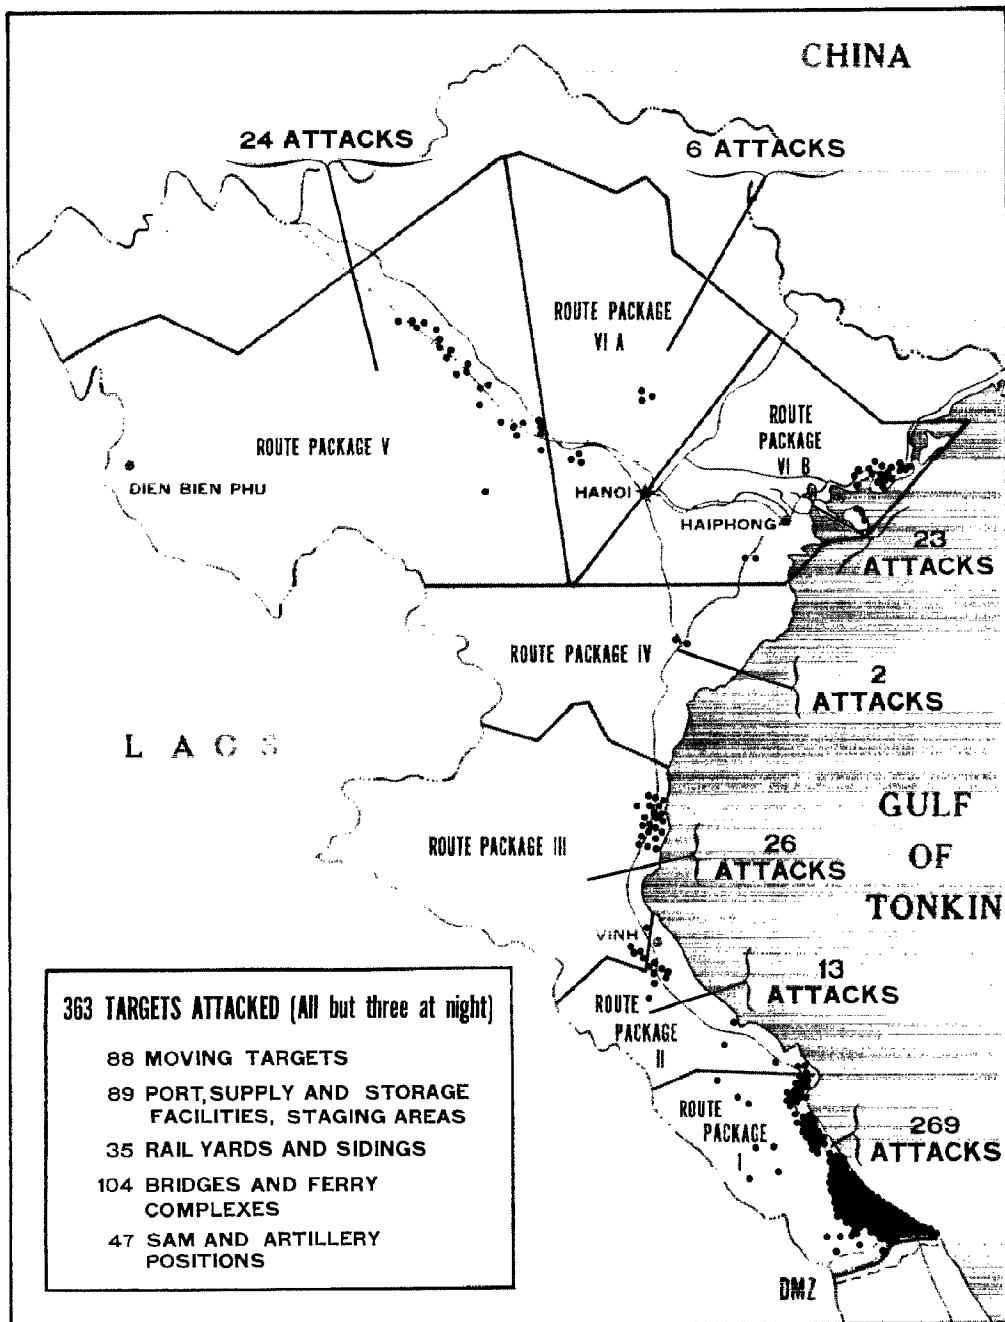 CHINA
24 ATTACKS
6 ATTACKS
ROUTE PACKAGE
VI A
ROUTE PACKAGE V
ROUTE
PACKAGE
VI B
DIEN BIEN PHU
HANOI
HAIPHONG
23
ATTACKS
ROUTE PACKAGE IV
2
ATTACKS
LAOS
GULF
OF
TONKIN
ROUTE PACKAGE III
26
ATTACKS
VINH
13
ATTACKS
ROUTE
PACKAGE
II
ROUTE
PACKAGE
I
269
ATTACKS
DMZ
363 TARGETS ATTACKED (All but three at night)
88 MOVING TARGETS
89 PORT, SUPPLY AND STORAGE
FACILITIES, STAGING AREAS
35 RAIL YARDS AND SIDINGS
104 BRIDGES AND FERRY
COMPLEXES
47 SAM AND ARTILLERY
POSITIONS